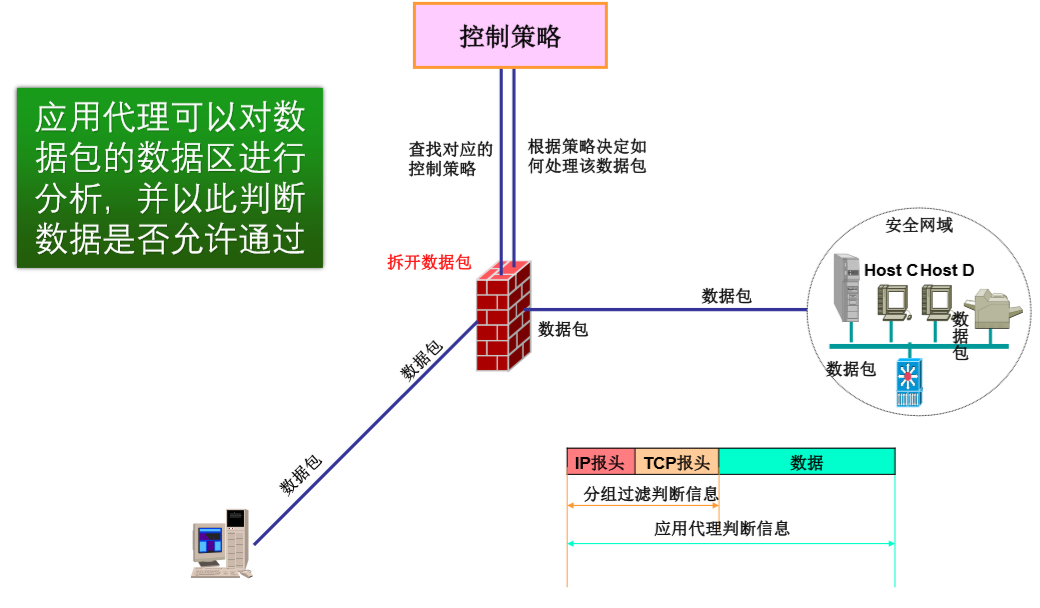 控制策略
应用代理可以对数
据包的数据区进行
分析，并以此判断
数据是否允许通过
查找对应的
控制策略
根据策略决定如
何处理该数据包
拆开数据包
安全网域
Host C Host D
数据包
数据包
数据包
数据包
数据包
数据包
IP报头 TCP报头 数据
分组过滤判断信息
应用代理判断信息